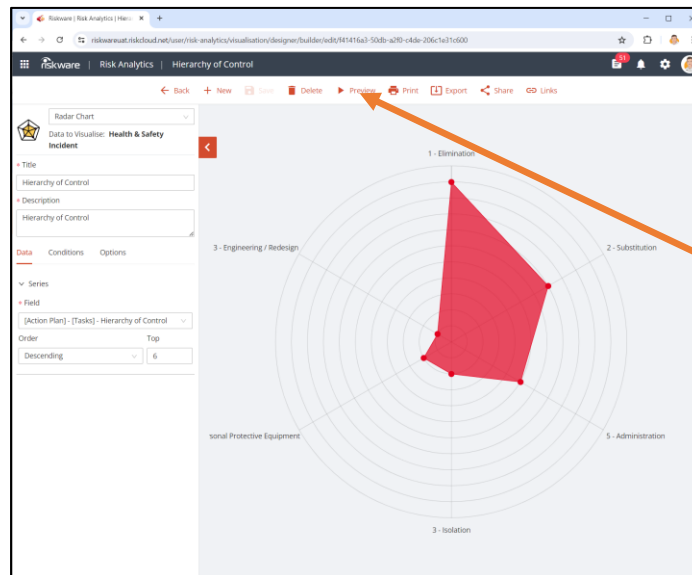 Riskware | Risk Analytics | Hiera
riskwareuat.riskcloud.net/user/risk-analytics/visualisation/designer/builder/edit/f41416a3-50db-a2f0-c4de-206c1e31c600
riskware | Risk Analytics | Hierarchy of Control
51
Back New Save Delete Preview Print Export Share Links
Radar Chart
Data to Visualise: Health & Safety
Incident
* Title
Hierarchy of Control
* Description
Hierarchy of Control
Data Conditions Options
Series
* Field
[Action Plan] - [Tasks] - Hierarchy of Control
Order Top
Descending 6
1 - Elimination
3 - Engineering / Redesign
2 - Substitution
sonal Protective Equipment
5 - Administration
3 - Isolation